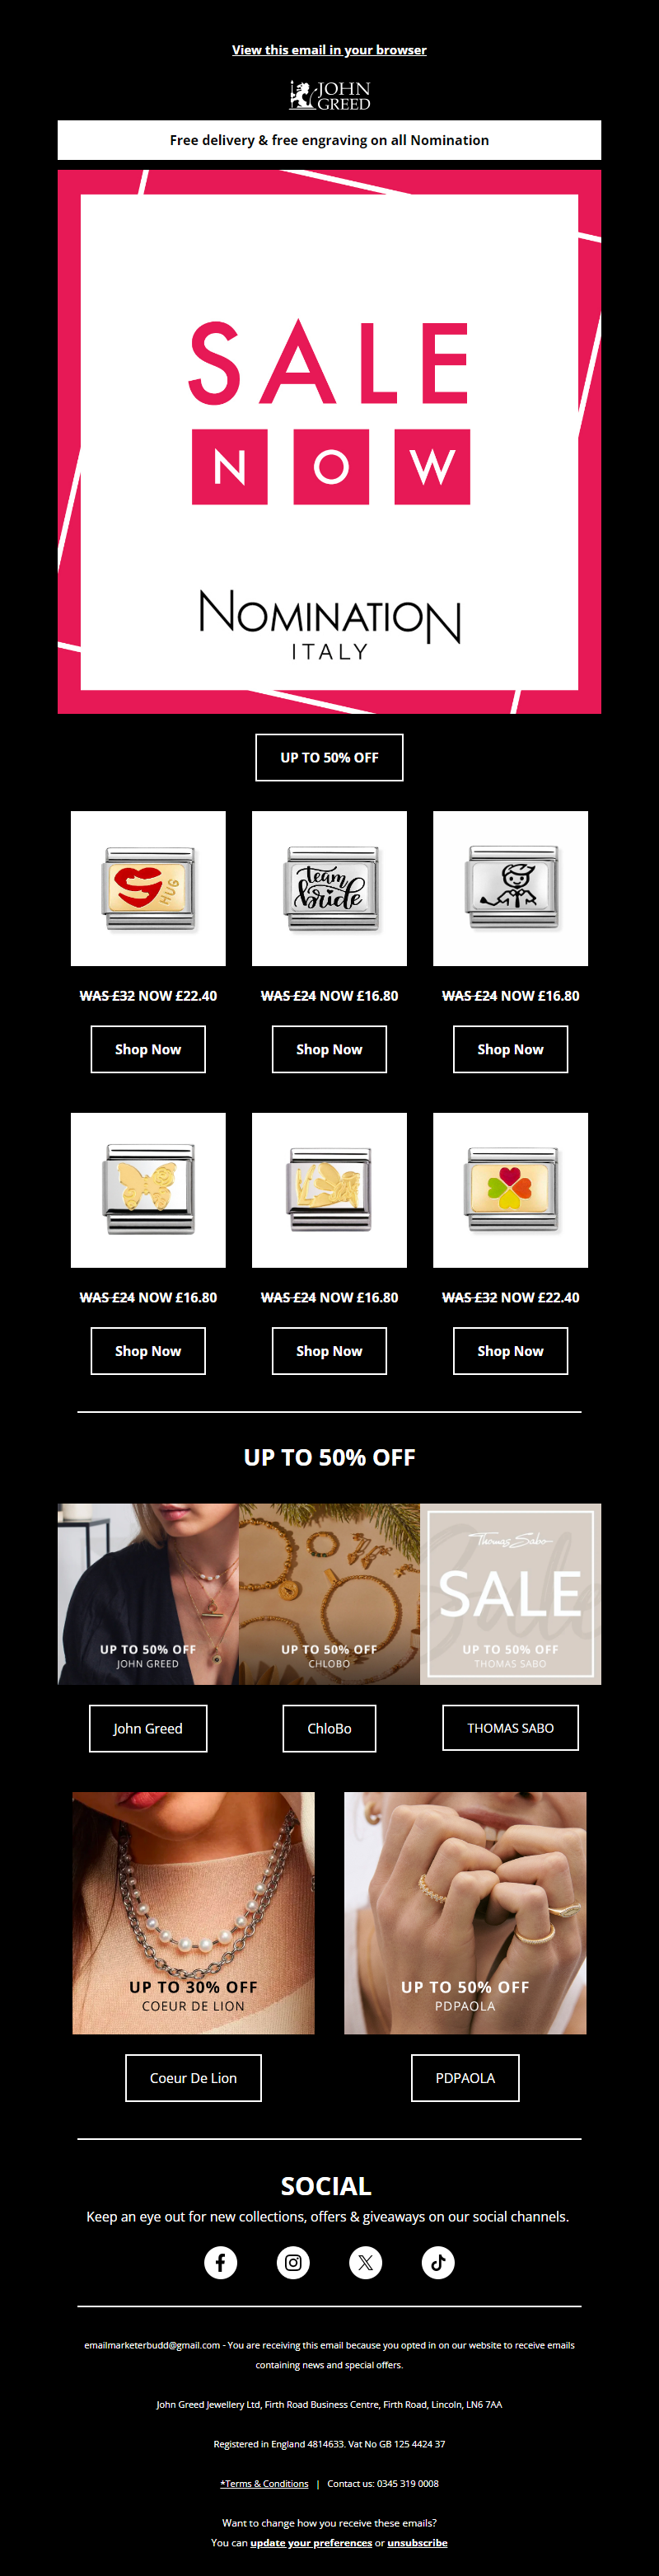 View this email in your browser
JOHN
GREED
Free delivery & free engraving on all Nomination
SALE
NOW
NOMINATION
ITALY
UP TO 50% OFF
HUG
team
bride
WAS £32 NOW £22.40
WAS £24 NOW £16.80
WAS £24 NOW £16.80
Shop Now
Shop Now
Shop Now
WAS £24 NOW £16.80
WAS £24 NOW £16.80
WAS £32 NOW £22.40
Shop Now
Shop Now
Shop Now
UP TO 50% OFF
UP TO 50% OFF
JOHN GREED
UP TO 50% OFF
CHLOBO
Thomas Sabo
SALE
UP TO 50% OFF
THOMAS SABO
John Greed
ChloBo
THOMAS SABO
UP TO 30% OFF
COEUR DE LION
UP TO 50% OFF
PDPAOLA
Coeur De Lion
PDPAOLA
SOCIAL
Keep an eye out for new collections, offers & giveaways on our social channels.
emailmarketerbudd@gmail.com - You are receiving this email because you opted in on our website to receive emails
containing news and special offers.
John Greed Jewellery Ltd, Firth Road Business Centre, Firth Road, Lincoln, LN6 7AA
Registered in England 4814633. Vat No GB 125 4424 37
*Terms & Conditions | Contact us: 0345 319 0008
Want to change how you receive these emails?
You can update your preferences or unsubscribe